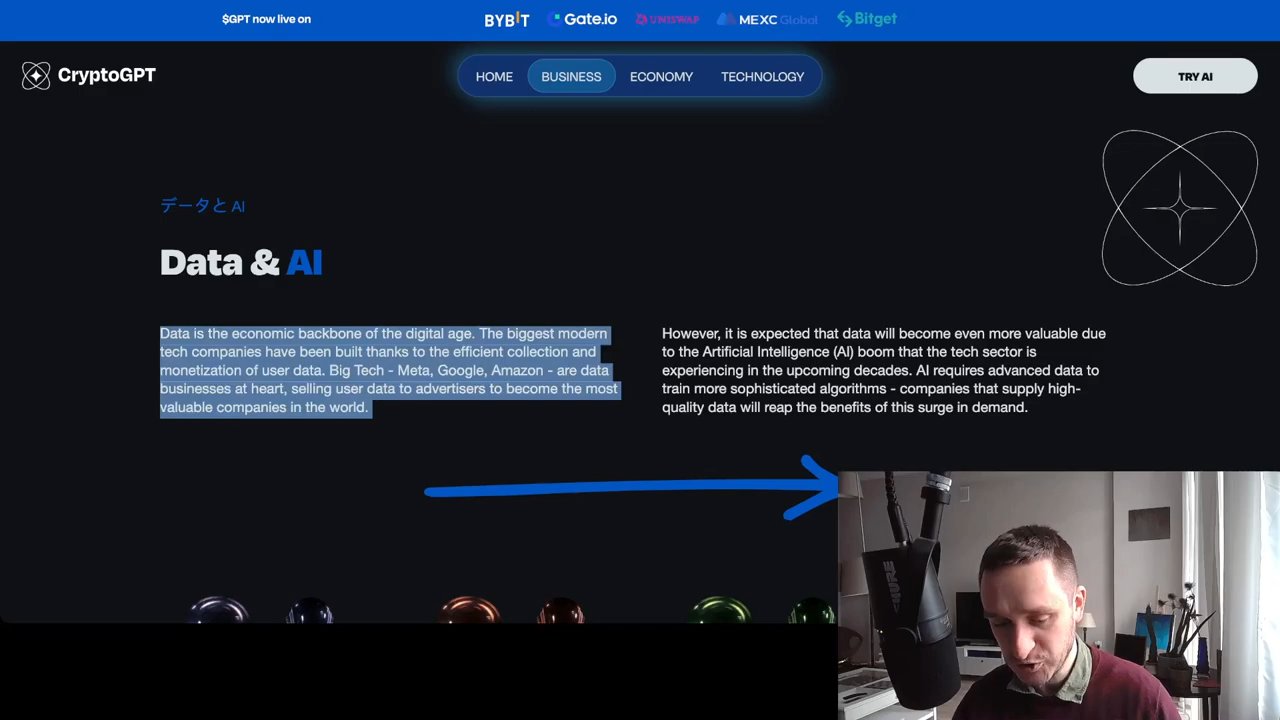 $GPT now live on
BYBIT Gate.io UNISWAP MEXC Global Bitget
CryptoGPT
HOME BUSINESS ECONOMY TECHNOLOGY
TRY AI
データと AI
Data & AI
Data is the economic backbone of the digital age. The biggest modern
tech companies have been built thanks to the efficient collection and
monetization of user data. Big Tech - Meta, Google, Amazon - are data
businesses at heart, selling user data to advertisers to become the most
valuable companies in the world.
However, it is expected that data will become even more valuable due
to the Artificial Intelligence (AI) boom that the tech sector is
experiencing in the upcoming decades. AI requires advanced data to
train more sophisticated algorithms - companies that supply high-
quality data will reap the benefits of this surge in demand.
SHURE